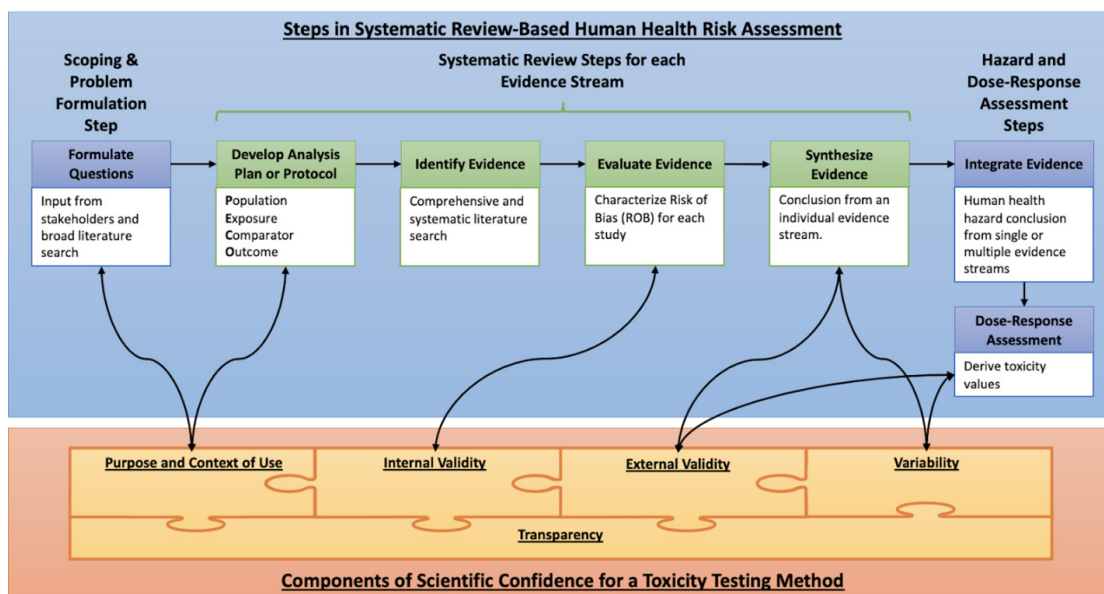 Steps in Systematic Review-Based Human Health Risk Assessment
Scoping &
Problem
Formulation
Step
Systematic Review Steps for each
Evidence Stream
Hazard and
Dose-Response
Assessment
Steps
Formulate
Questions
Input from
stakeholders and
broad literature
search
Develop Analysis
Plan or Protocol
Population
Exposure
Comparator
Outcome
Identify Evidence
Comprehensive and
systematic literature
search
Evaluate Evidence
Characterize Risk of
Bias (ROB) for each
study
Synthesize
Evidence
Conclusion from an
individual evidence
stream.
Integrate Evidence
Human health
hazard conclusion
from single or
multiple evidence
streams
Dose-Response
Assessment
Derive toxicity
values
Purpose and Context of Use
Internal Validity
External Validity
Variability
Transparency
Components of Scientific Confidence for a Toxicity Testing Method